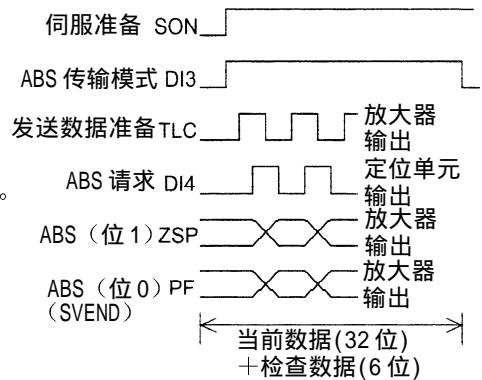 伺服准备 SON
ABS 传输模式 DI3
发送数据准备TLC
放大器
输出
ABS 请求 DI4
定位单元
输出
。
ABS（位 1）ZSP
放大器
输出
ABS（位 0）PF
（SVEND）
放大器
输出
当前数据(32 位)
＋检查数据(6 位)